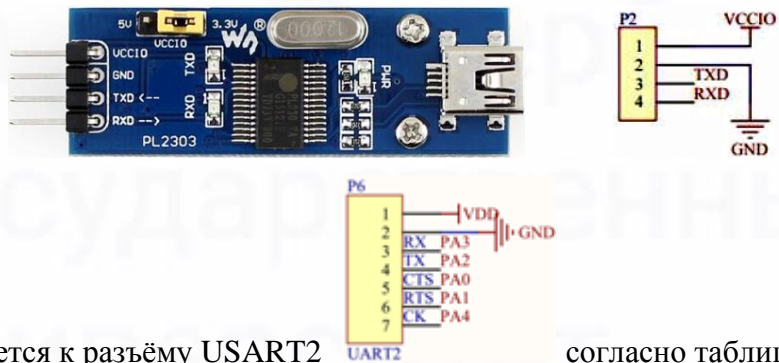 5V
3.3V
VCCIO
VCCIO
GND
TXD <--
RXD -->
PL2303
TXD
RXD
PWR
12.000
P2
VCCIO
1
2
3 TXD
4 RXD
GND
P6
1 VDD
2 GND
3 RX PA3
4 TX PA2
5 CTS PA0
6 RTS PA1
7 CK PA4
UART2
ется к разъёму USART2
согласно таблиц